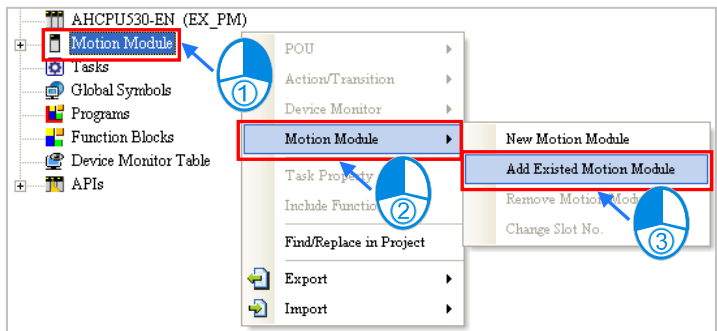 AHCPU530-EN (EX_PM)
Motion Module
Tasks
Global Symbols
Programs
Function Blocks
Device Monitor Table
APIs
POU
Action/Transition
Device Monitor
Motion Module
Task Property
Include Function
Find/Replace in Project
Export
Import
New Motion Module
Add Existed Motion Module
Remove Motion Modu
Change Slot No.
1
2
3